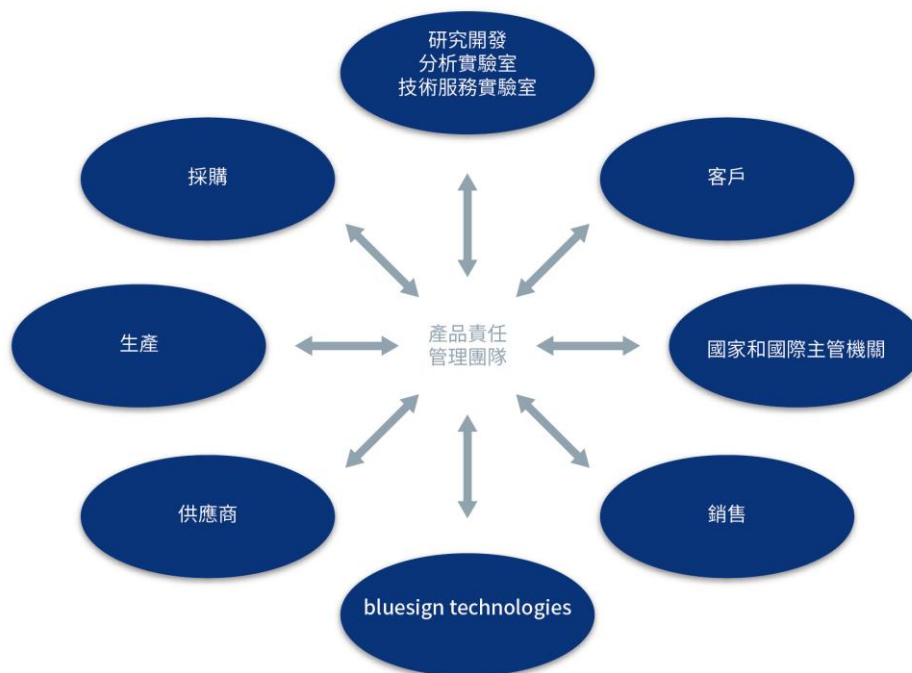 研究開發
分析實驗室
技術服務實驗室
採購
客戶
產品責任
管理團隊
生產
國家和國際主管機關
供應商
銷售
bluesign technologies